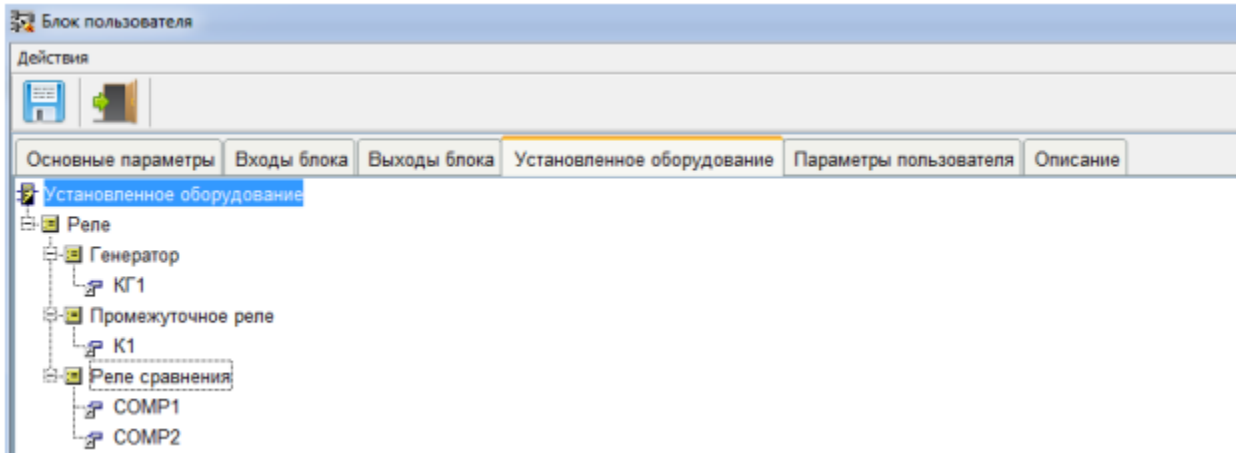 Блок пользователя
Действия
Основные параметры Входы блока Выходы блока Установленное оборудование Параметры пользователя Описание
Установленное оборудование
Реле
Генератор
КГ1
Промежуточное реле
К1
Реле сравнения
COMP1
COMP2